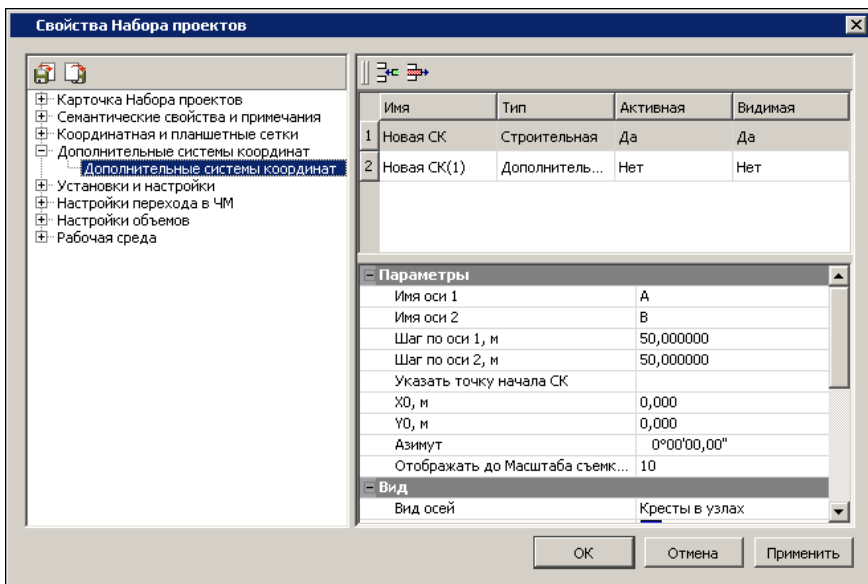 Свойства Набора проектов
Карточка Набора проектов
Семантические свойства и примечания
Координатная и планшетные сетки
Дополнительные системы координат
Дополнительные системы координат
Установки и настройки
Настройки перехода в ЧМ
Настройки объемов
Рабочая среда
Имя Тип Активная Видимая
1 Новая СК Строительная Да Да
2 Новая СК(1) Дополнитель... Нет Нет
Параметры
Имя оси 1 A
Имя оси 2 B
Шаг по оси 1, м 50,000000
Шаг по оси 2, м 50,000000
Указать точку начала СК
X0, м 0,000
Y0, м 0,000
Азимут 0°00'00,00"
Отображать до Масштаба съемк... 10
Вид
Вид осей Кресты в узлах
ОК Отмена Применить